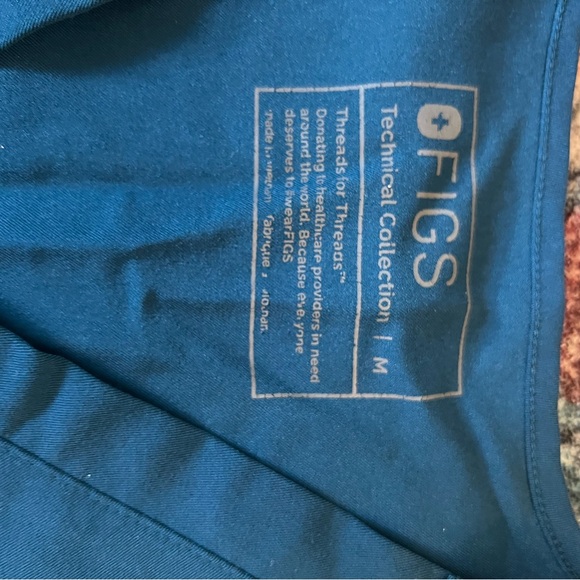 FIGS
Technical Collection | M
Threads for Threads™
Donating to healthcare providers in need
around the world. Because everyone
deserves to #wearFIGS